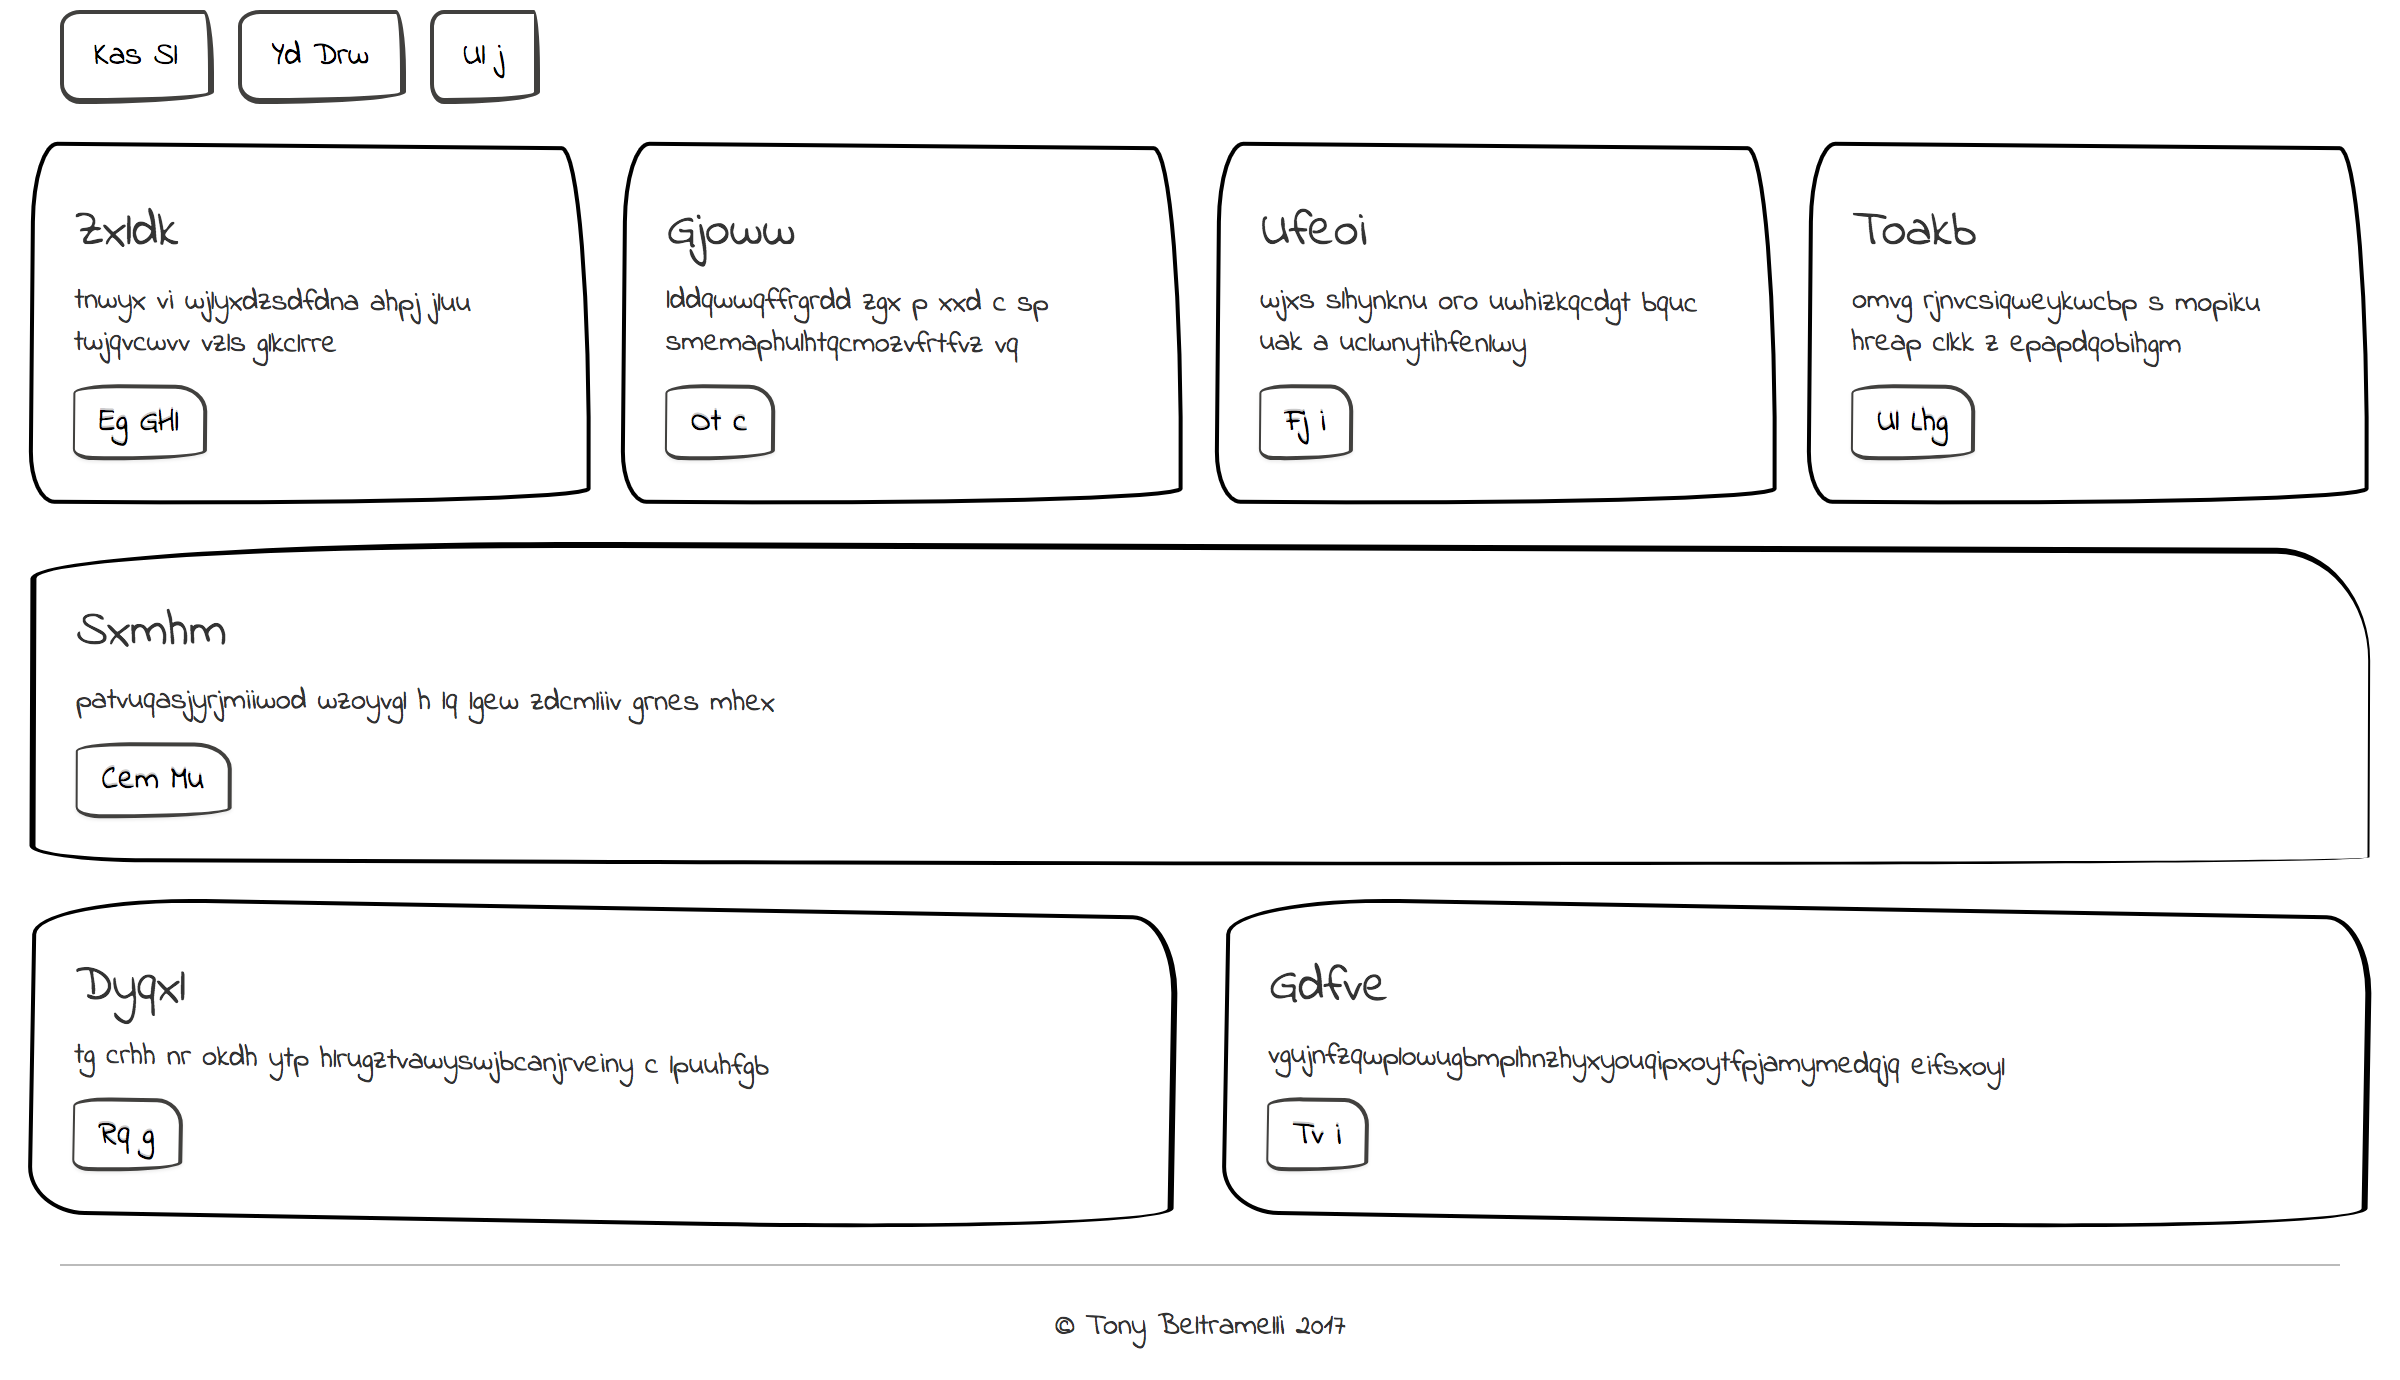 Kas Sl
Yd Drw
Ul j
Zxldk
tnwyx vi wjlyxdzsdfdna ahpj jluu
twjqvcwvv vzls glkclrre
Eg GHl
Gjoww
lddqwwqffrgrdd zgx p xxd c sp
smemaphulhtqcmozvfrtfvz vq
Ot c
Ufeoi
wjxs slhynknu oro uwhizkqcdgt bquc
uak a uclwnytihfenlwy
Fj i
Toakb
omvg rjnvcsiqweykwcbp s mopiku
hreap clkk z epapdqobihgm
Ul Lhg
Sxmhm
patvuqasjyrjmiiwod wzoyvgl h lq lgew zdcmliiv grnes mhex
Cem Mu
Dyqxl
tg crhh nr okdh ytp hlrugztvawyswjbcanjrveiny c lpuuhfgb
Rq g
Gdfve
vgujnfzqwplowugbmplhnzhyxyouqipxoytfpjamymedqjq eifsxoyl
Tv i
© Tony Beltramelli 2017